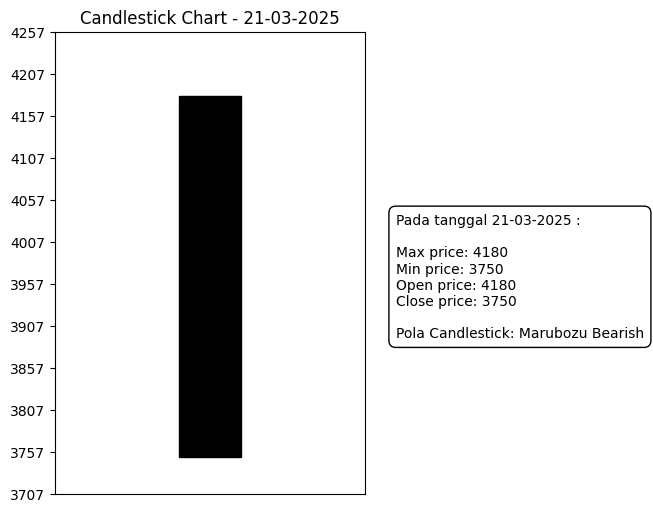 Candlestick Chart - 21-03-2025
4257
4207
4157
4107
4057
4007
3957
3907
3857
3807
3757
3707
Pada tanggal 21-03-2025 :
Max price: 4180
Min price: 3750
Open price: 4180
Close price: 3750
Pola Candlestick: Marubozu Bearish